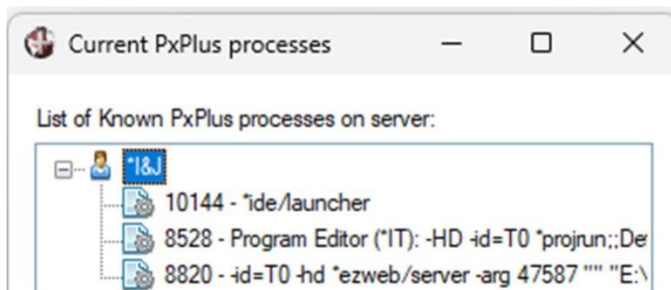 Current PxPlus processes
List of Known PxPlus processes on server:
*I&J
10144 - *ide/launcher
8528 - Program Editor (*IT): -HD -id=T0 *projrun;;De
8820 - -id=T0 -hd *ezweb/server -arg 47587 "" "E:\